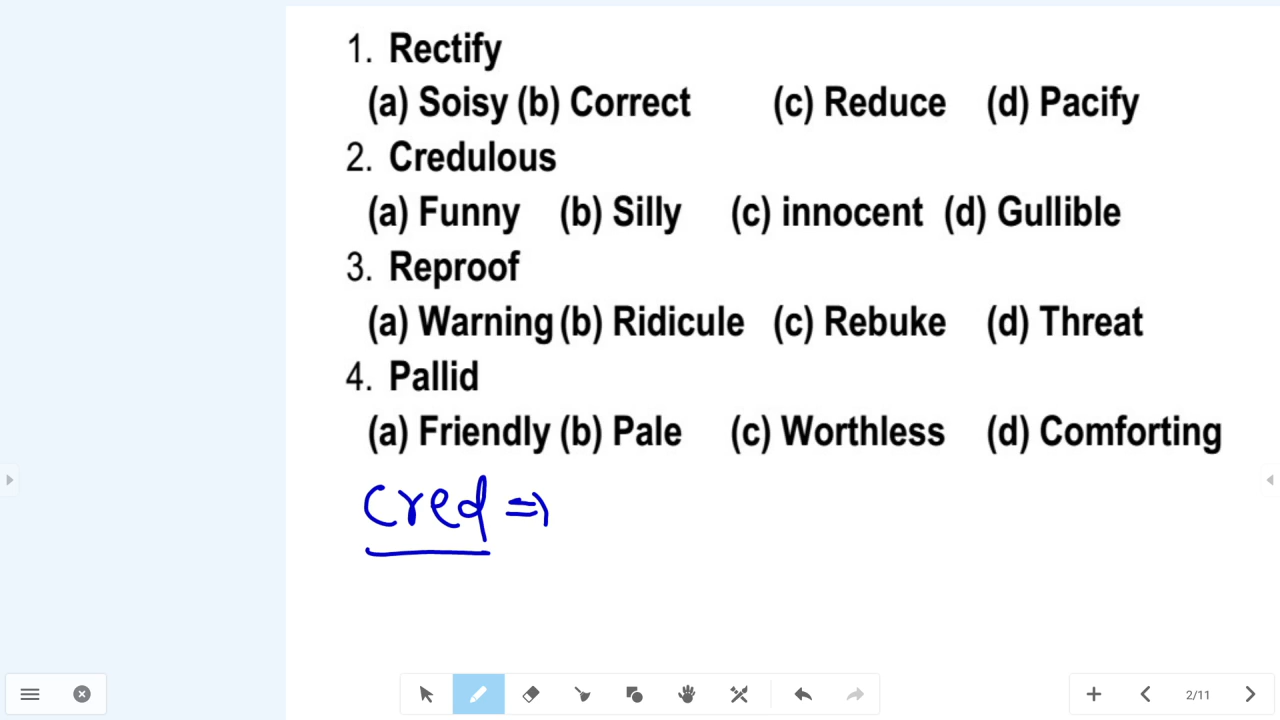 1. Rectify
(a) Soisy (b) Correct (c) Reduce (d) Pacify
2. Credulous
(a) Funny (b) Silly (c) innocent (d) Gullible
3. Reproof
(a) Warning (b) Ridicule (c) Rebuke (d) Threat
4. Pallid
(a) Friendly (b) Pale (c) Worthless (d) Comforting
Cred ⇒
2/11